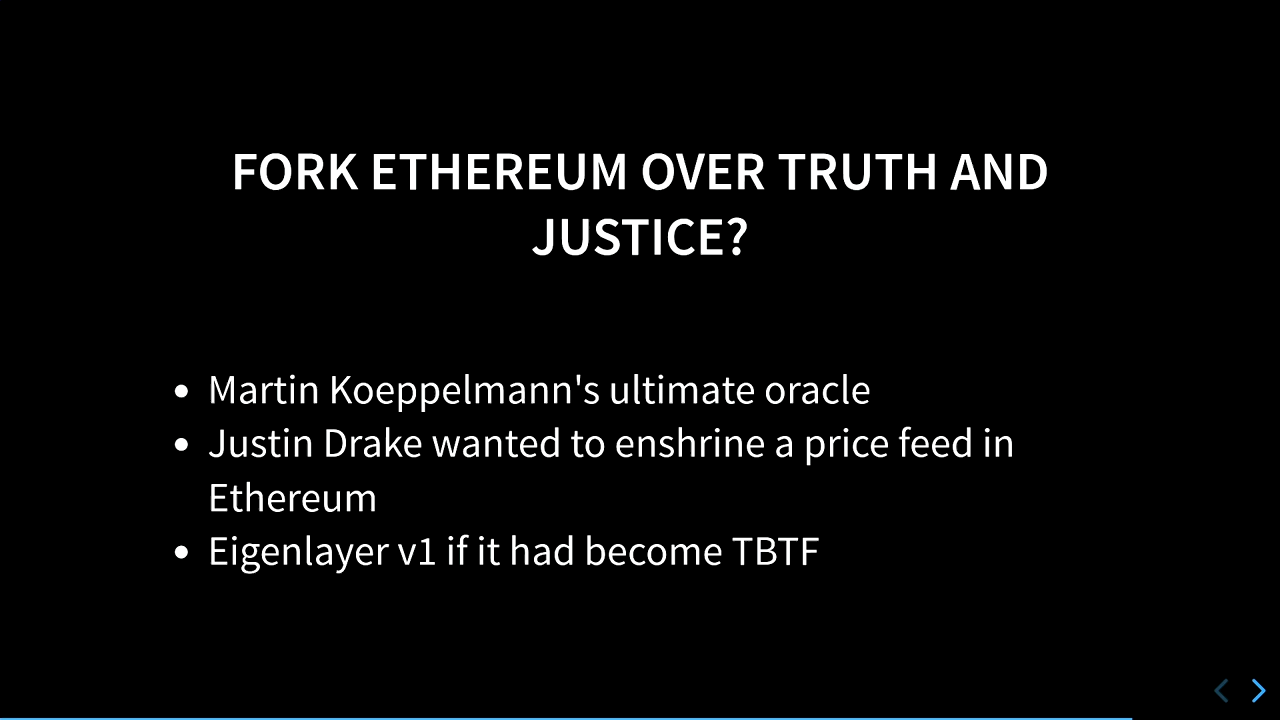 FORK ETHEREUM OVER TRUTH AND
JUSTICE?
• Martin Koeppelmann's ultimate oracle
• Justin Drake wanted to enshrine a price feed in
Ethereum
• Eigenlayer v1 if it had become TBTF